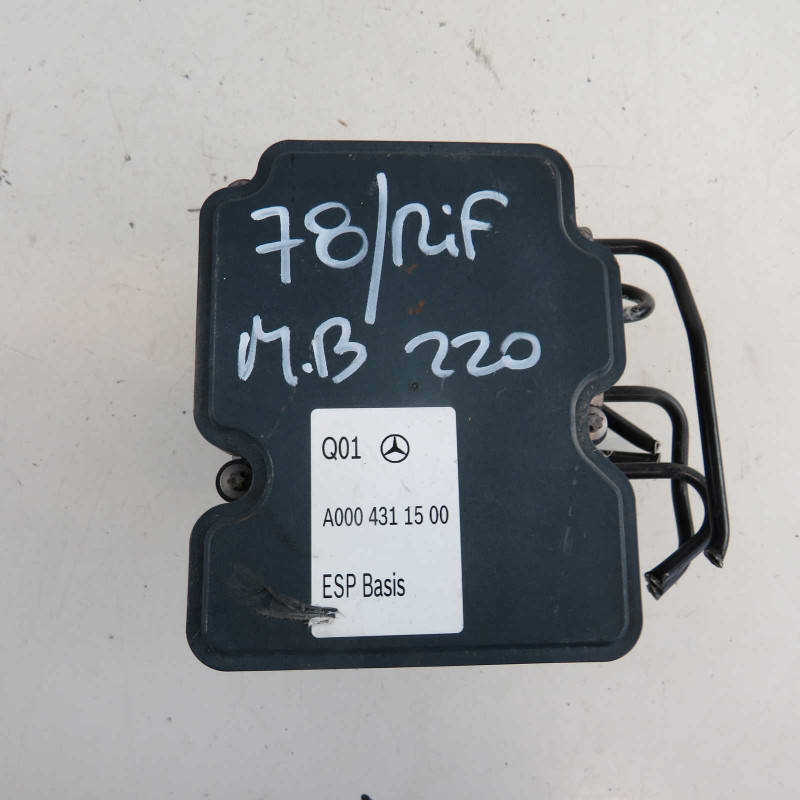 78/Rif
M.B 220
Q01
A000 431 15 00
ESP Basis